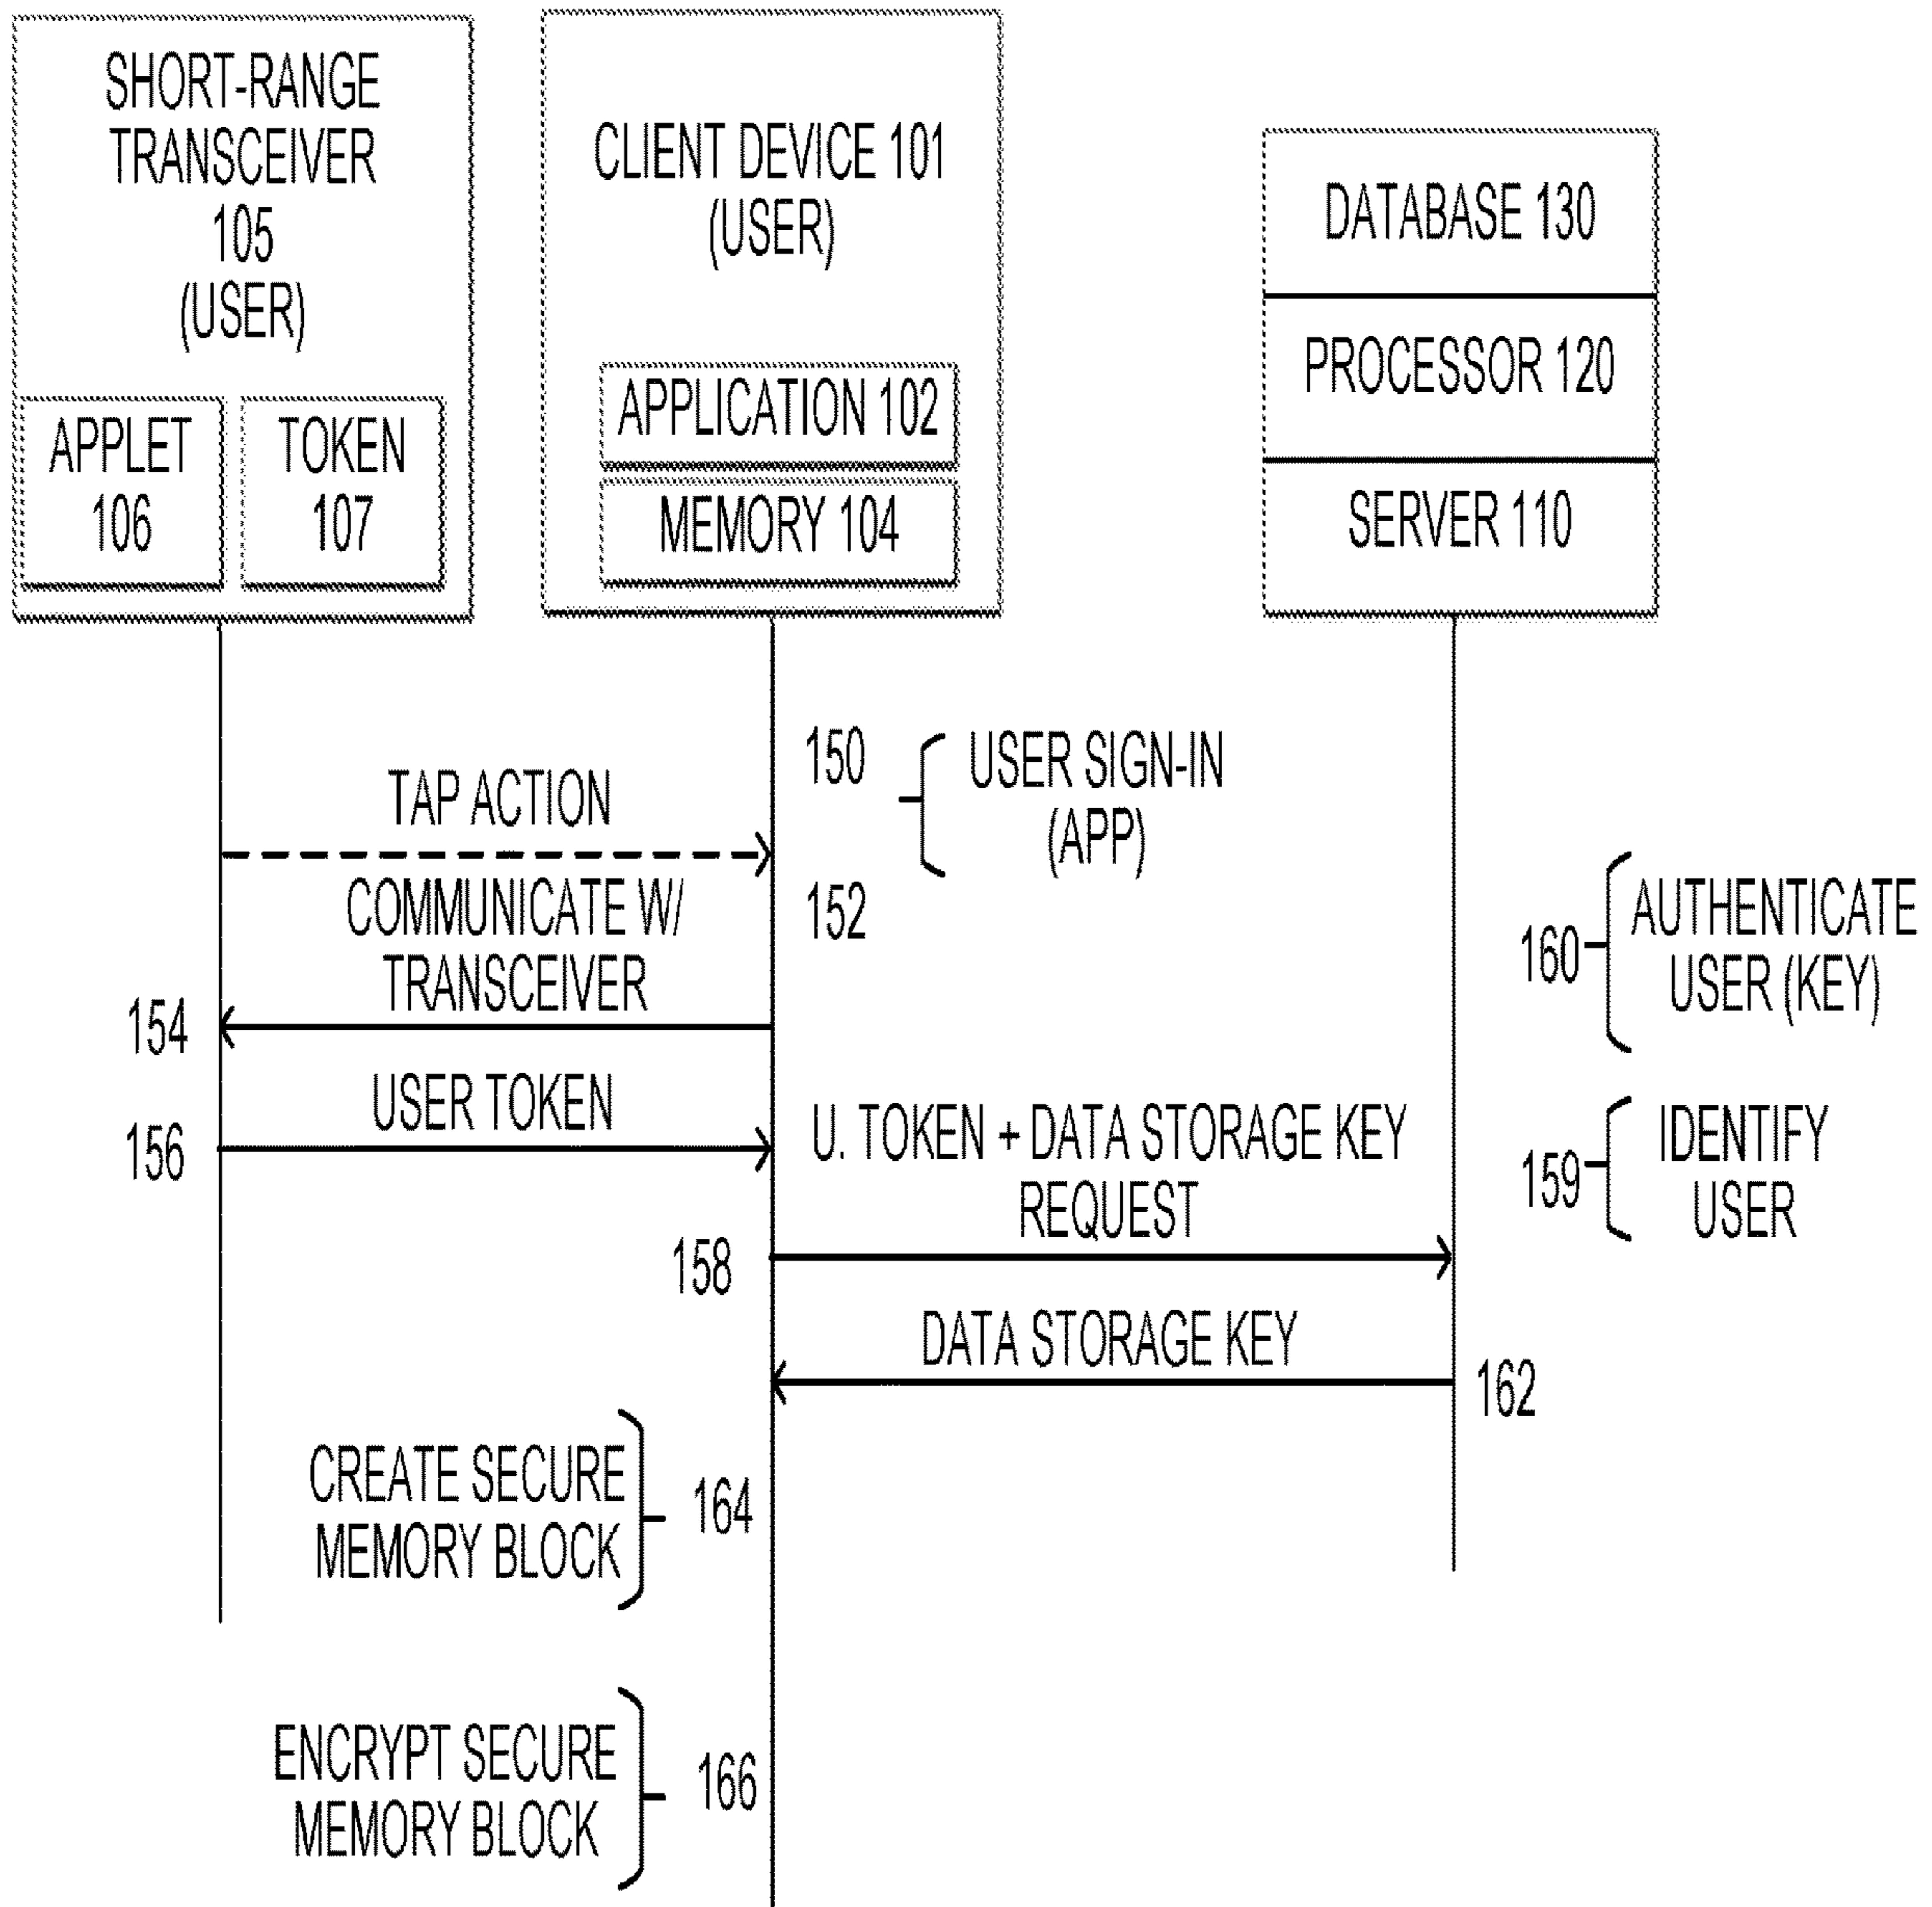 SHORT-RANGE
TRANSCEIVER
105
(USER)
APPLET
106
TOKEN
107
CLIENT DEVICE 101
(USER)
APPLICATION 102
MEMORY 104
DATABASE 130
PROCESSOR 120
SERVER 110
150
USER SIGN-IN
(APP)
TAP ACTION
152
COMMUNICATE W/
TRANSCEIVER
154
160
AUTHENTICATE
USER (KEY)
USER TOKEN
156
U. TOKEN + DATA STORAGE KEY
REQUEST
158
159
IDENTIFY
USER
DATA STORAGE KEY
162
CREATE SECURE
MEMORY BLOCK
164
ENCRYPT SECURE
MEMORY BLOCK
166